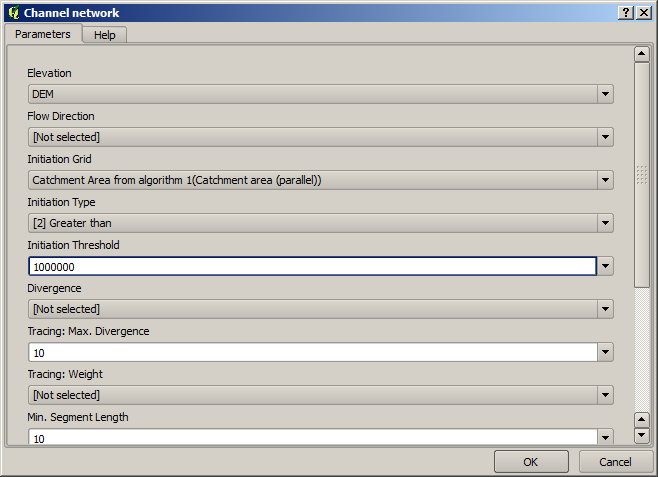 Channel network
Parameters
Help
Elevation
DEM
Flow Direction
[Not selected]
Initiation Grid
Catchment Area from algorithm 1(Catchment area (parallel))
Initiation Type
[2] Greater than
Initiation Threshold
1000000
Divergence
[Not selected]
Tracing: Max. Divergence
10
Tracing: Weight
[Not selected]
Min. Segment Length
10
OK
Cancel